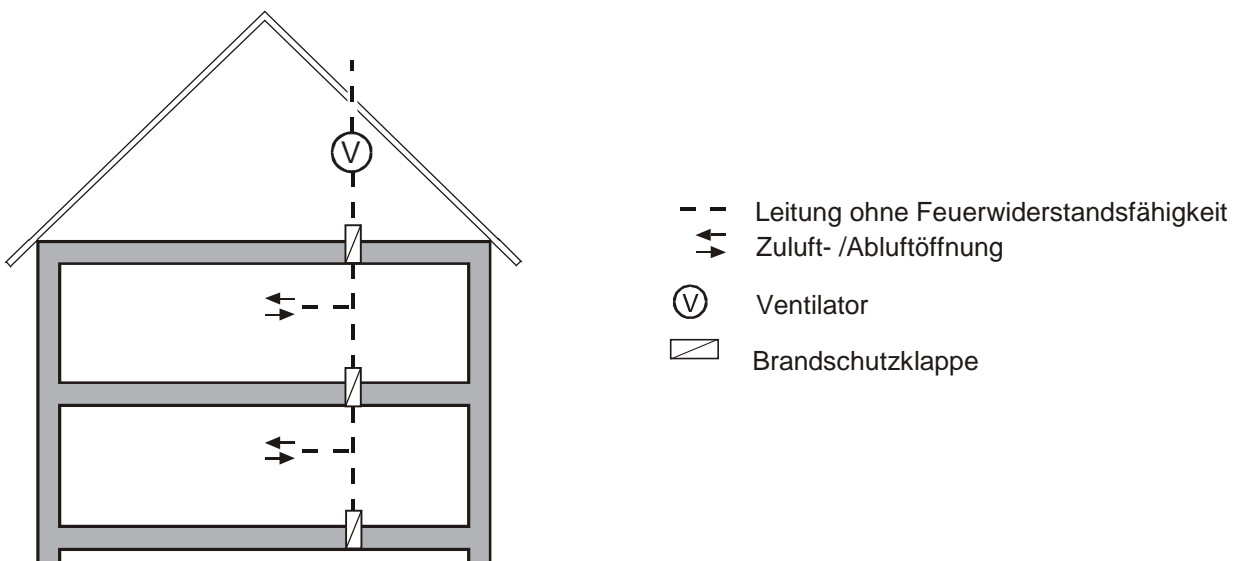 V
Leitung ohne Feuerwiderstandsfähigkeit
Zuluft- /Abluftöffnung
V Ventilator
Brandschutzklappe